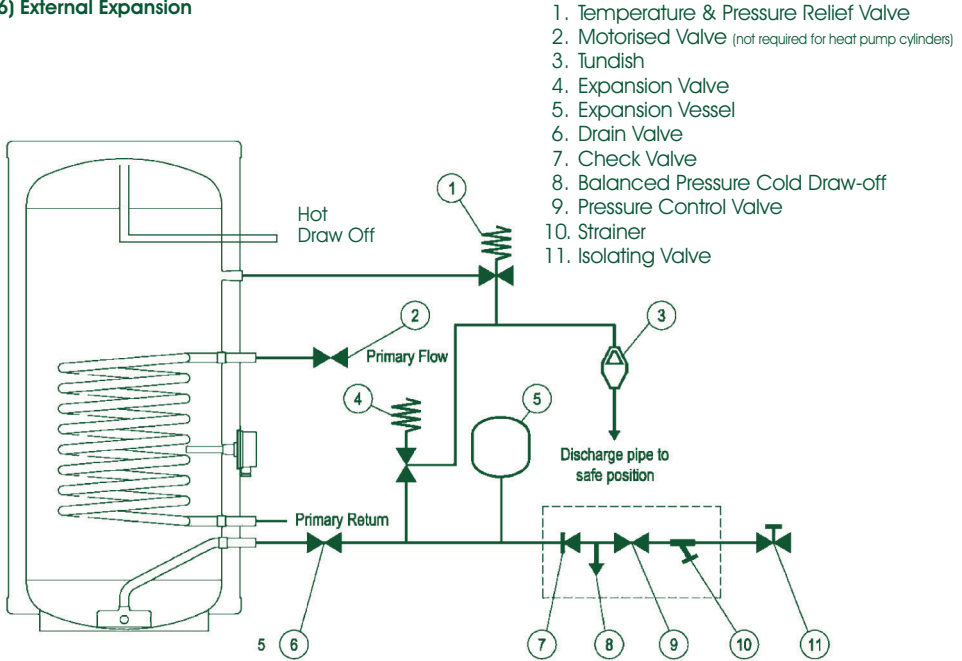 6) External Expansion
1. Temperature & Pressure Relief Valve
2. Motorised Valve (not required for heat pump cylinders)
3. Tundish
4. Expansion Valve
5. Expansion Vessel
6. Drain Valve
7. Check Valve
8. Balanced Pressure Cold Draw-off
9. Pressure Control Valve
10. Strainer
11. Isolating Valve
1
Hot
Draw Off
2
3
Primary Flow
4
5
Discharge pipe to
safe position
Primary Return
5 6 7 8 9 10 11